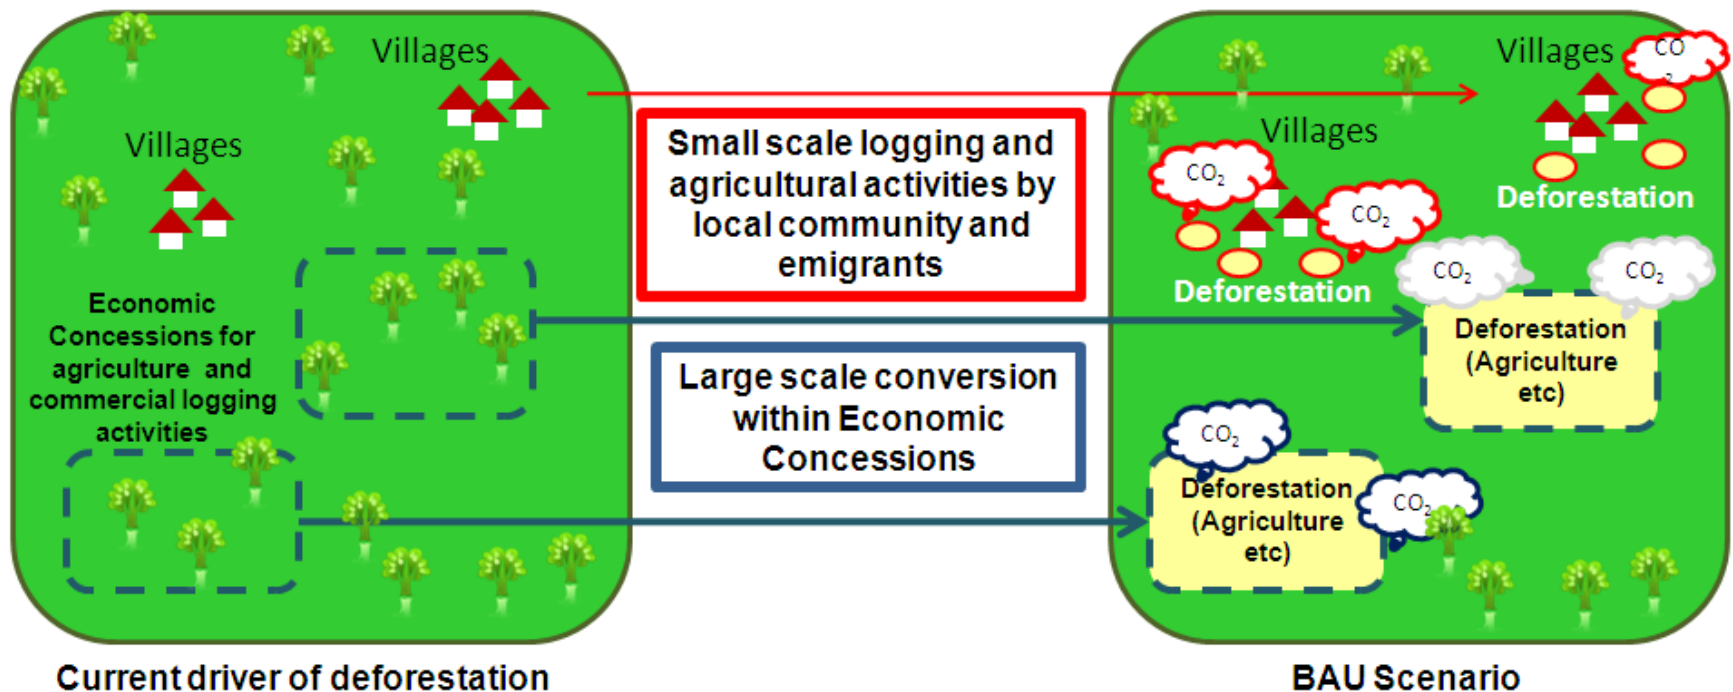 Villages
Villages
Economic
Concessions for
agriculture and
commercial logging
activities
Current driver of deforestation
Small scale logging and
agricultural activities by
local community and
emigrants
Large scale conversion
within Economic
Concessions
Villages
CO
2
Deforestation
Villages
CO2
CO2
Deforestation
CO2
CO2
Deforestation
(Agriculture
etc)
CO2
CO2
Deforestation
(Agriculture
etc)
BAU Scenario